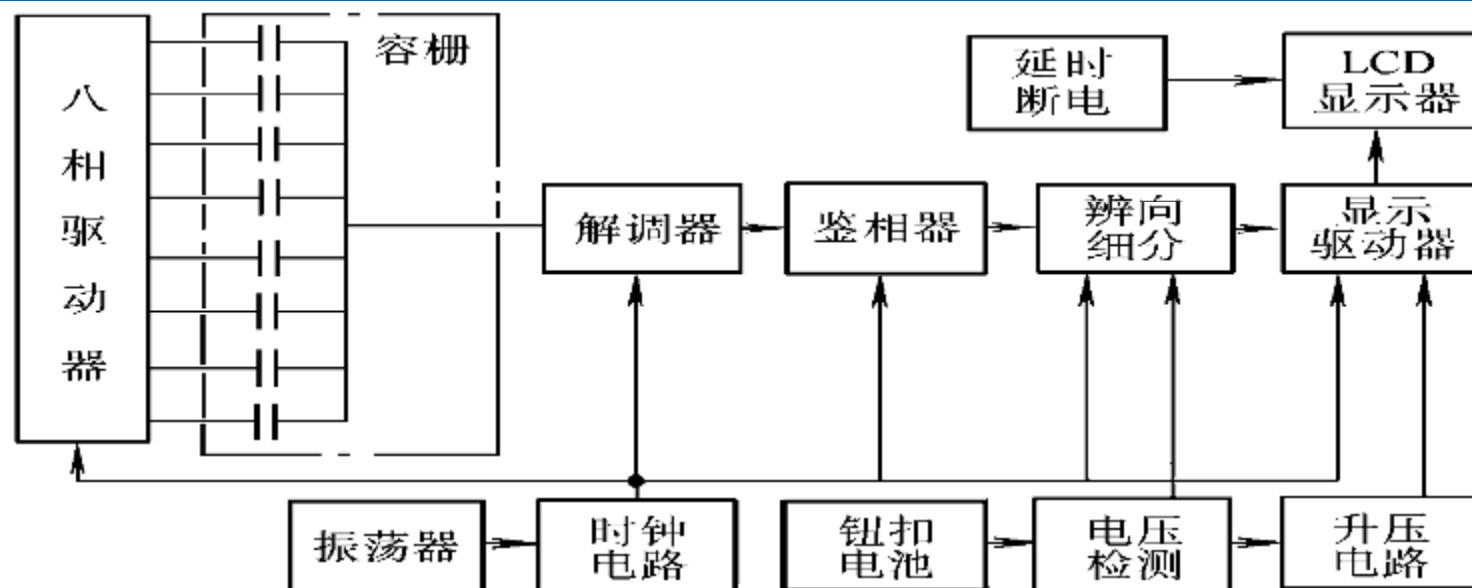 八
相
驱
动
器
容栅
延时
断电
LCD
显示器
解调器
鉴相器
辨向
细分
显示
驱动器
振荡器
时钟
电路
钮扣
电池
电压
检测
升压
电路